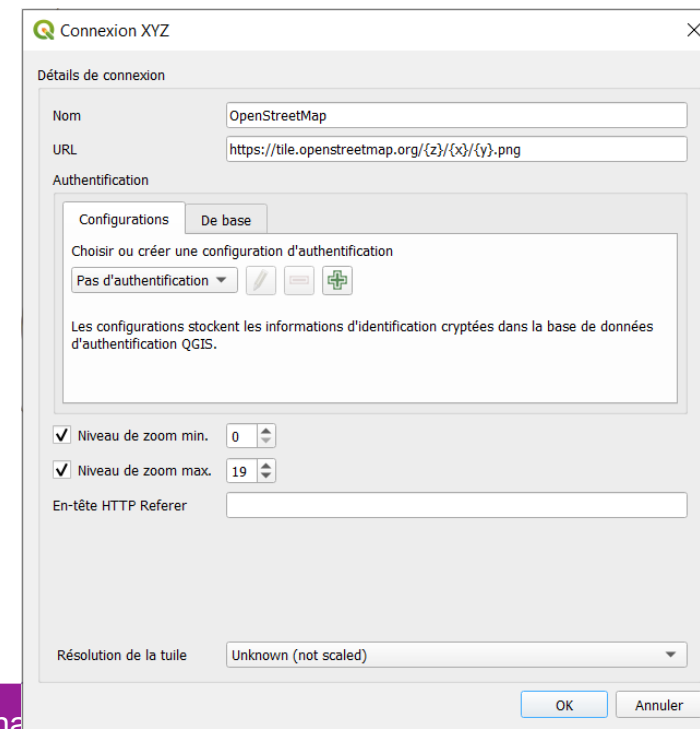 Connexion XYZ
Détails de connexion
Nom OpenStreetMap
URL https://tile.openstreetmap.org/{z}/{x}/{y}.png
Authentification
Configurations De base
Choisir ou créer une configuration d'authentification
Pas d'authentification
Les configurations stockent les informations d'identification cryptées dans la base de données
d'authentification QGIS.
Niveau de zoom min. 0
Niveau de zoom max. 19
En-tête HTTP Referer
Résolution de la tuile Unknown (not scaled)
OK Annuler